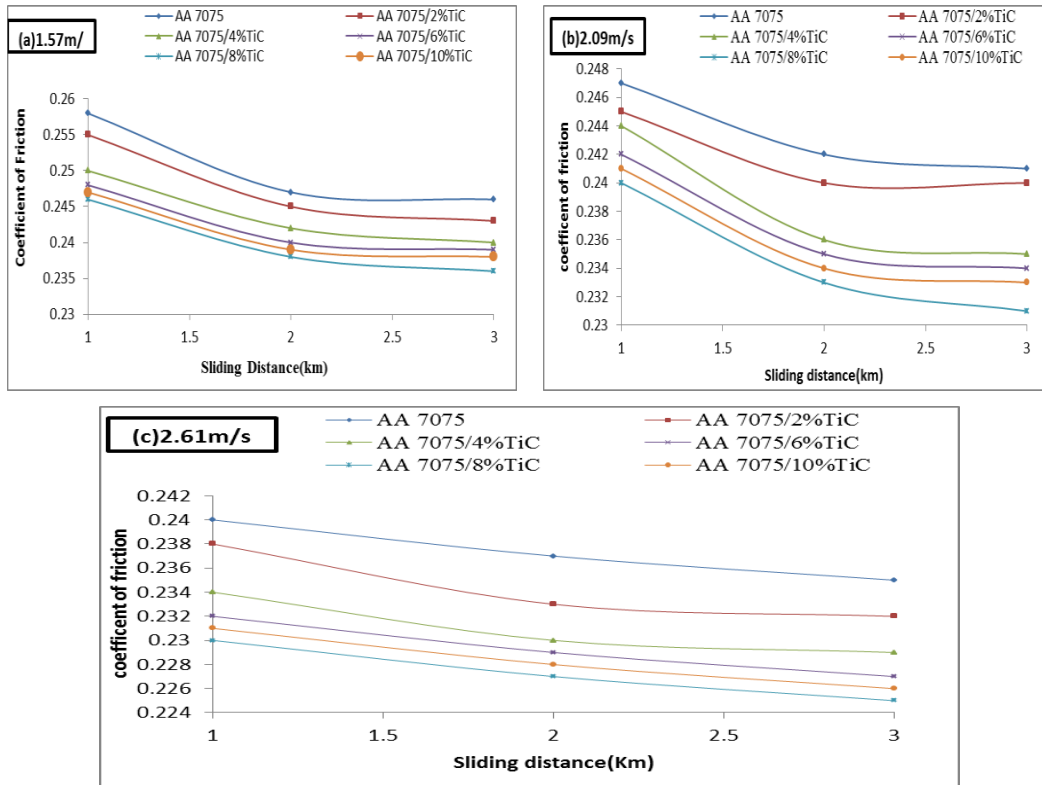 (a)1.57m/
AA 7075
AA 7075/2%TiC
AA 7075/4%TiC
AA 7075/6%TiC
AA 7075/8%TiC
AA 7075/10%TiC
Coefficient of Friction
0.26
0.255
0.25
0.245
0.24
0.235
0.23
1
1.5
2
2.5
3
Sliding Distance(km)
(b)2.09m/s
AA 7075
AA 7075/2%TiC
AA 7075/4%TiC
AA 7075/6%TiC
AA 7075/8%TiC
AA 7075/10%TiC
coefficent of friction
0.248
0.246
0.244
0.242
0.24
0.238
0.236
0.234
0.232
0.23
1
1.5
2
2.5
3
Sliding distance(km)
(c)2.61m/s
AA 7075
AA 7075/2%TiC
AA 7075/4%TiC
AA 7075/6%TiC
AA 7075/8%TiC
AA 7075/10%TiC
coefficent of friction
0.242
0.24
0.238
0.236
0.234
0.232
0.23
0.228
0.226
0.224
1
1.5
2
2.5
3
Sliding distance(Km)